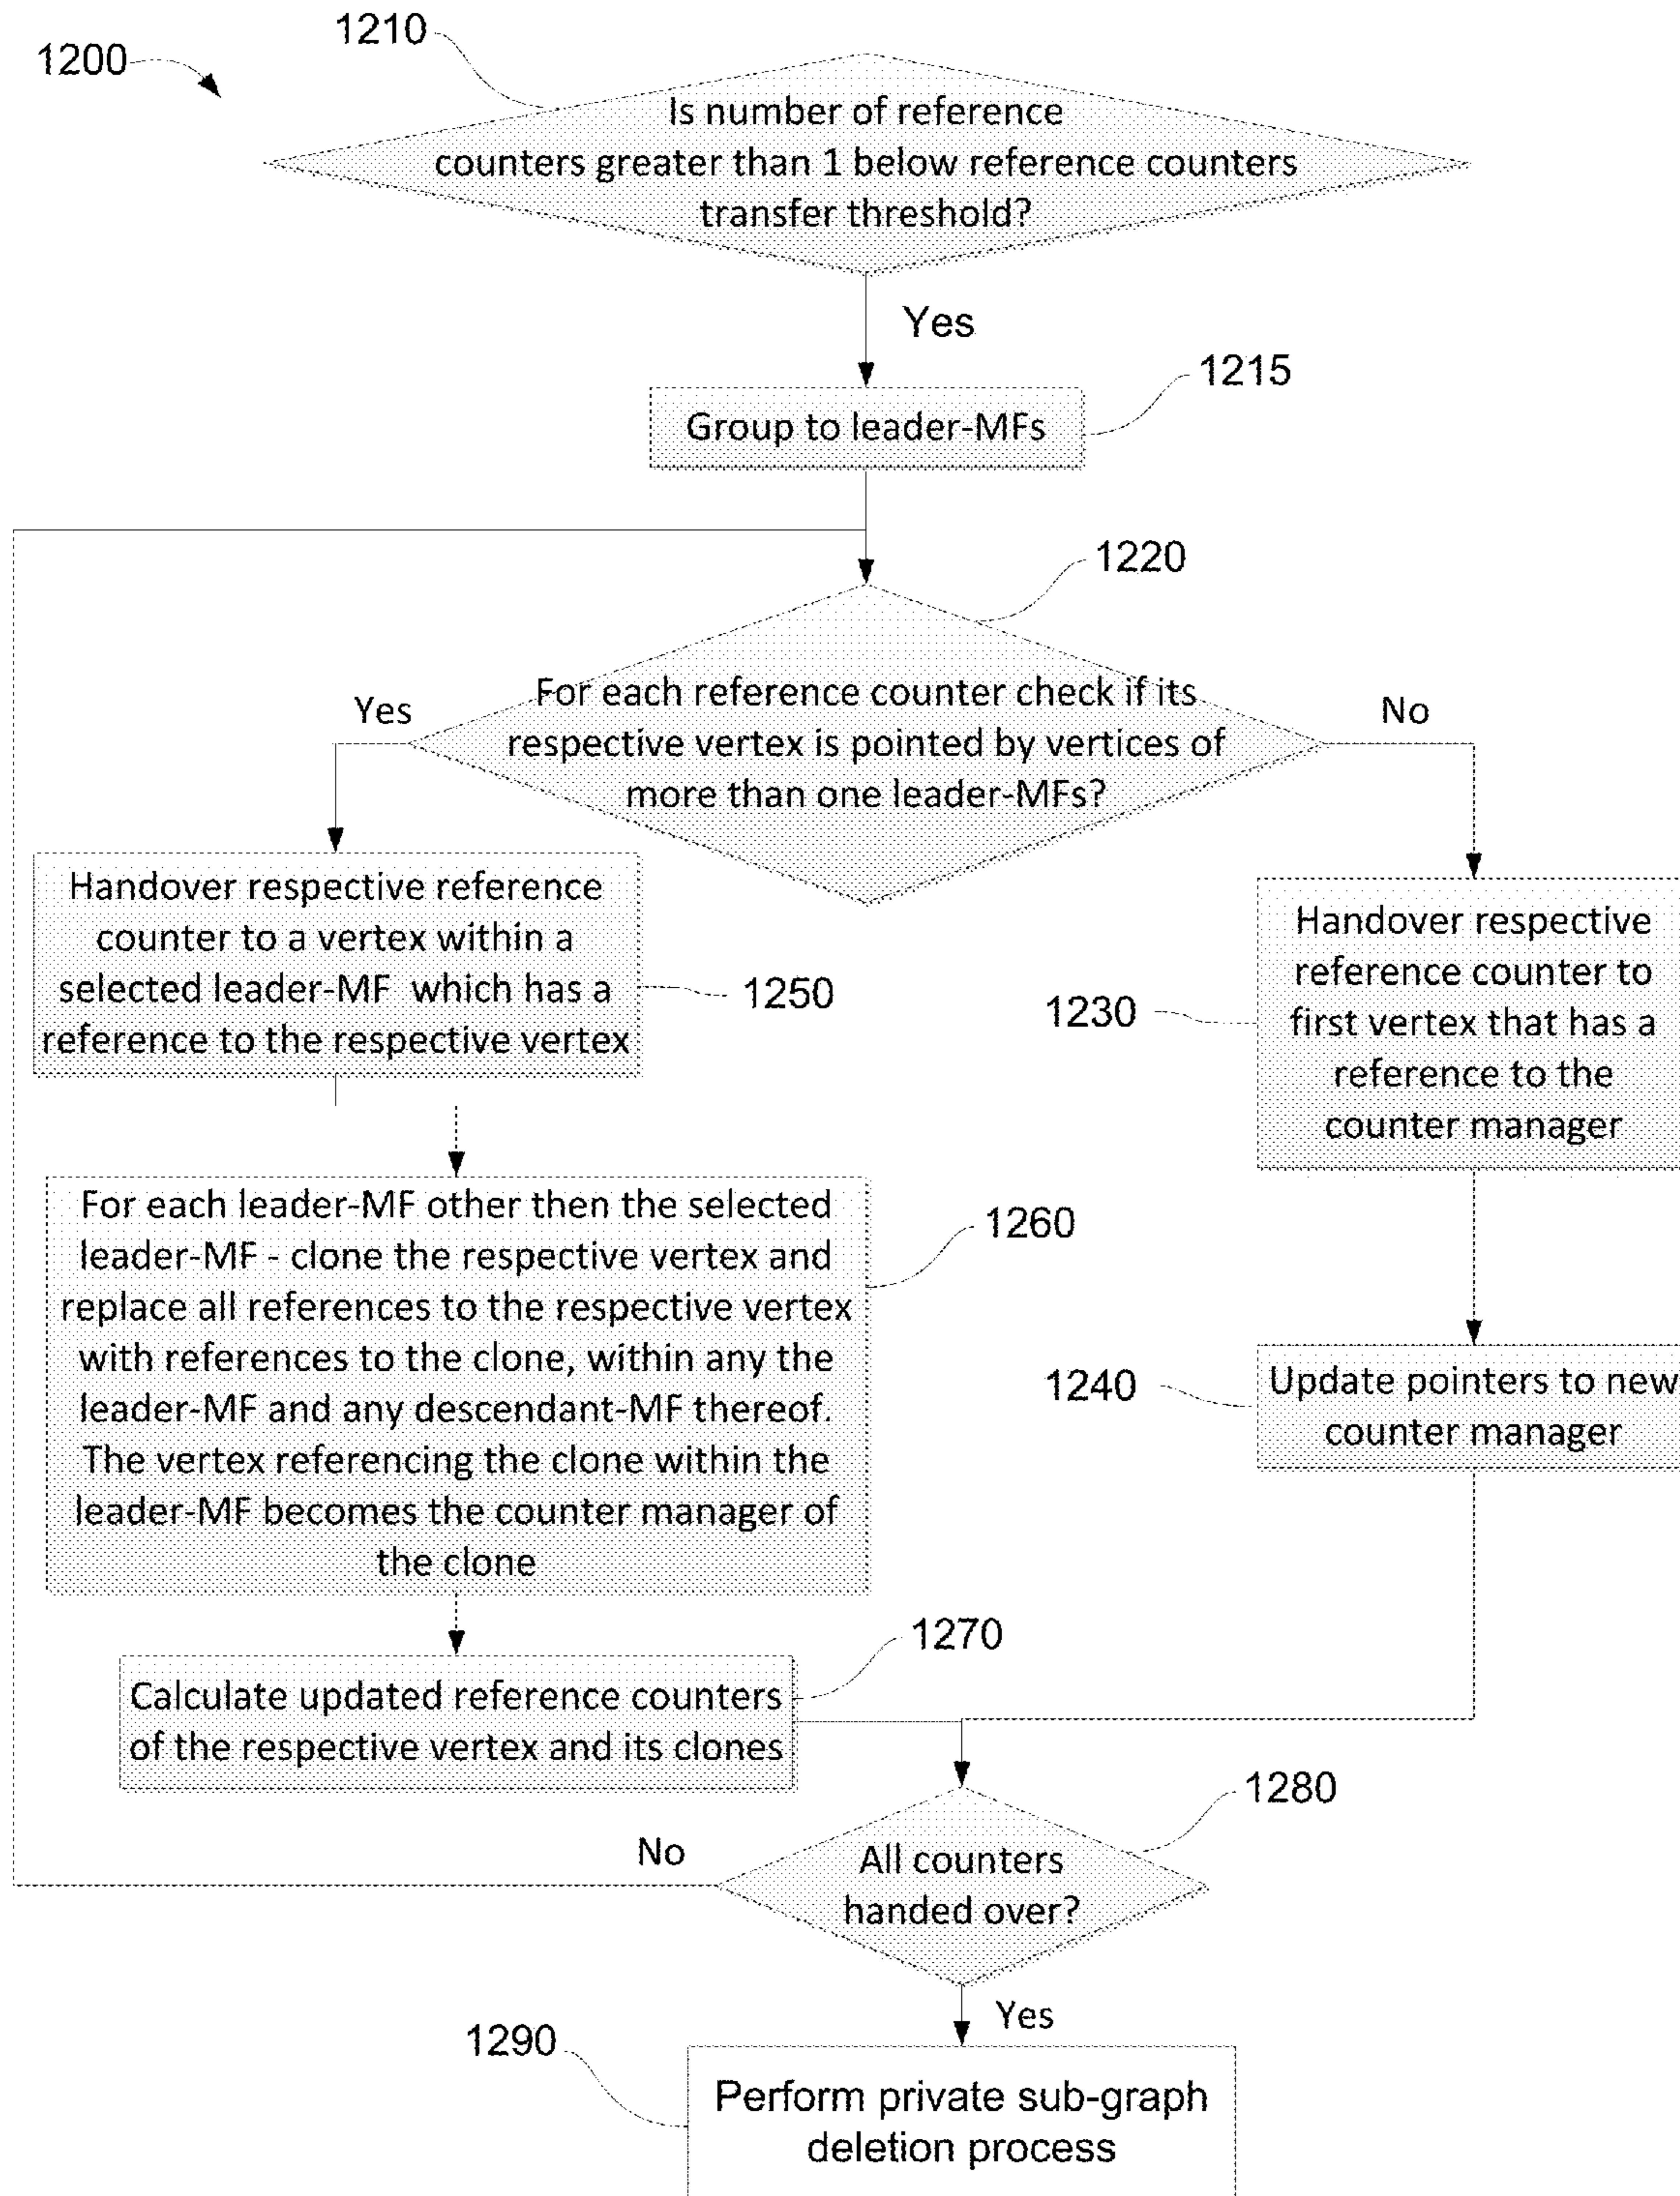 1200
1210
Is number of reference
counters greater than 1 below reference counters
transfer threshold?
Yes
1215
Group to leader-MFs
1220
For each reference counter check if its
respective vertex is pointed by vertices of
more than one leader-MFs?
Yes
No
Handover respective reference
counter to a vertex within a
selected leader-MF which has a
reference to the respective vertex
1250
1230
Handover respective
reference counter to
first vertex that has a
reference to the
counter manager
For each leader-MF other then the selected
leader-MF - clone the respective vertex and
replace all references to the respective vertex
with references to the clone, within any the
leader-MF and any descendant-MF thereof.
The vertex referencing the clone within the
leader-MF becomes the counter manager of
the clone
1260
1240
Update pointers to new
counter manager
1270
Calculate updated reference counters
of the respective vertex and its clones
1280
All counters
handed over?
No
Yes
1290
Perform private sub-graph
deletion process